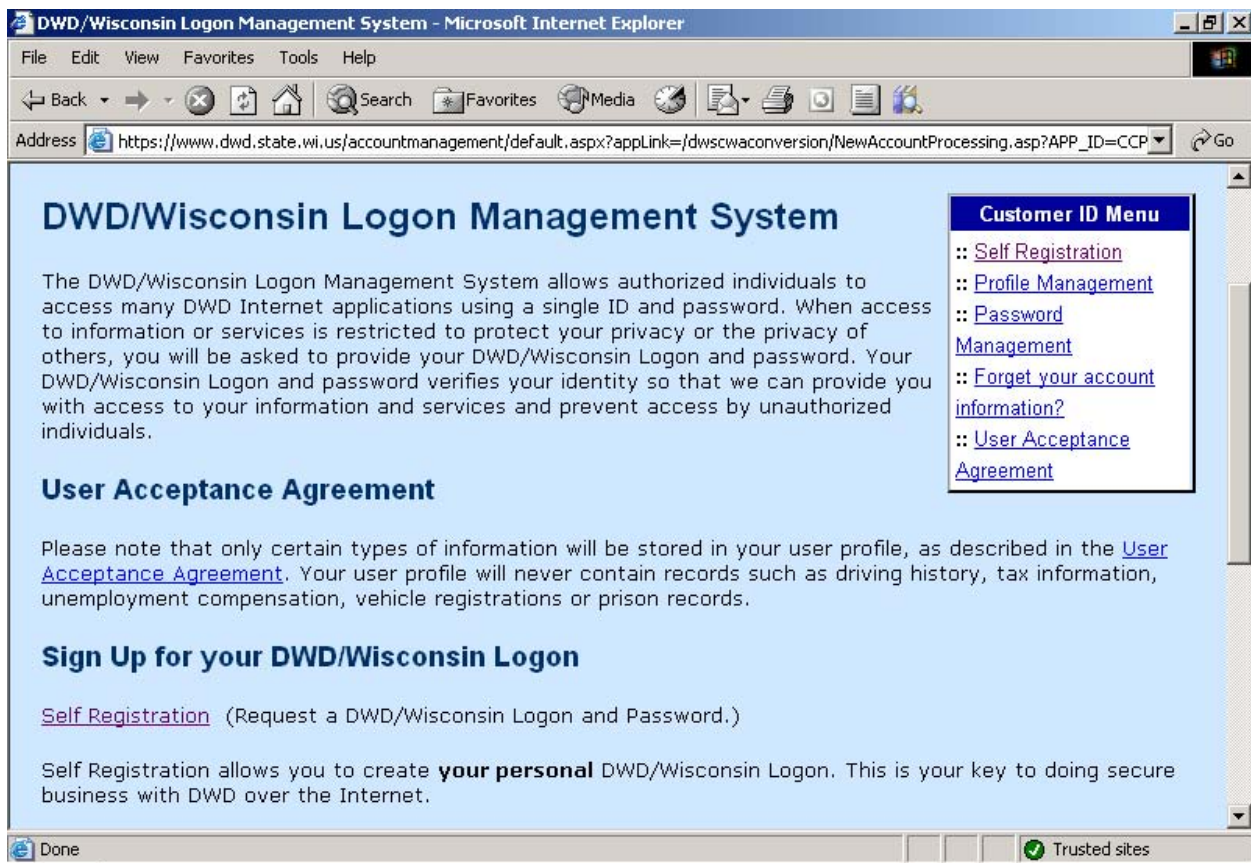 DWD/Wisconsin Logon Management System - Microsoft Internet Explorer
File Edit View Favorites Tools Help
Back Search Favorites Media
Address https://www.dwd.state.wi.us/accountmanagement/default.aspx?appLink=/dwscwaconversion/NewAccountProcessing.asp?APP_ID=CCP Go
DWD/Wisconsin Logon Management System
The DWD/Wisconsin Logon Management System allows authorized individuals to
access many DWD Internet applications using a single ID and password. When access
to information or services is restricted to protect your privacy or the privacy of
others, you will be asked to provide your DWD/Wisconsin Logon and password. Your
DWD/Wisconsin Logon and password verifies your identity so that we can provide you
with access to your information and services and prevent access by unauthorized
individuals.
Customer ID Menu
:: Self Registration
:: Profile Management
:: Password
Management
:: Forget your account
information?
:: User Acceptance
Agreement
User Acceptance Agreement
Please note that only certain types of information will be stored in your user profile, as described in the User
Acceptance Agreement. Your user profile will never contain records such as driving history, tax information,
unemployment compensation, vehicle registrations or prison records.
Sign Up for your DWD/Wisconsin Logon
Self Registration (Request a DWD/Wisconsin Logon and Password.)
Self Registration allows you to create your personal DWD/Wisconsin Logon. This is your key to doing secure
business with DWD over the Internet.
Done Trusted sites